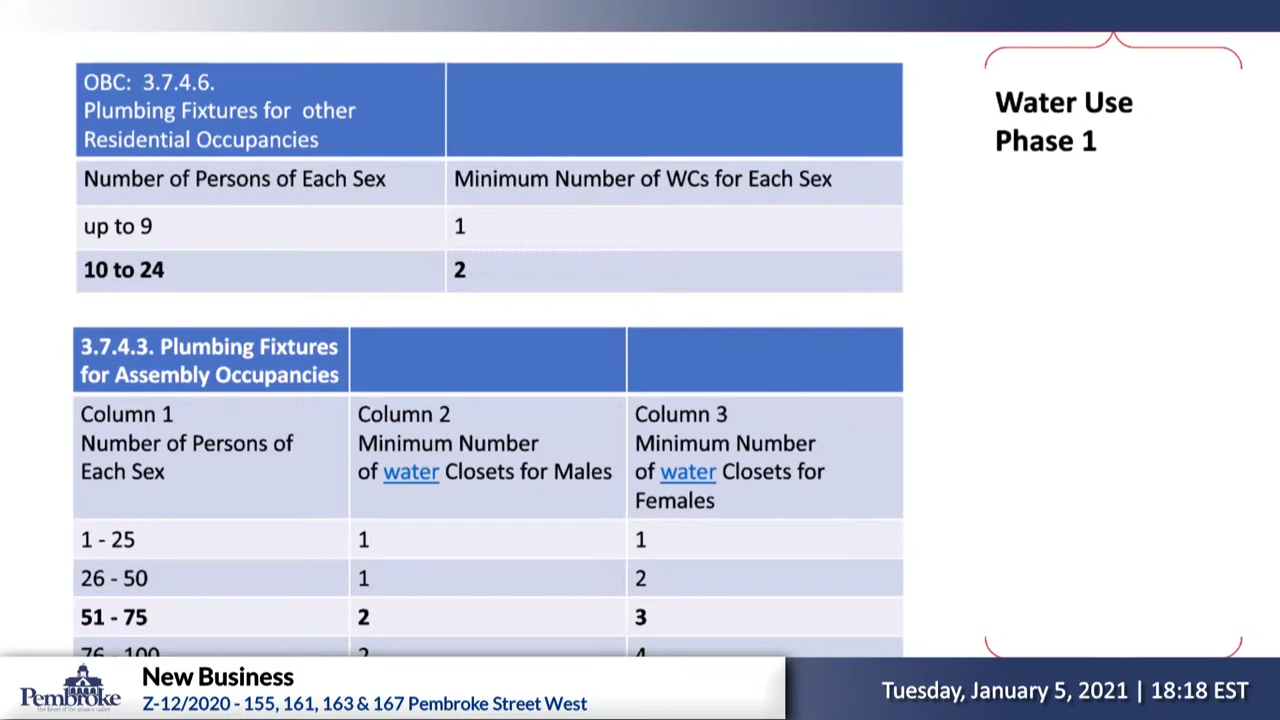 OBC: 3.7.4.6.
Plumbing Fixtures for other
Residential Occupancies
Number of Persons of Each Sex
Minimum Number of WCs for Each Sex
up to 9
1
10 to 24
2
3.7.4.3. Plumbing Fixtures
for Assembly Occupancies
Column 1
Number of Persons of
Each Sex
Column 2
Minimum Number
of water Closets for Males
Column 3
Minimum Number
of water Closets for
Females
1 - 25
1
1
26 - 50
1
2
51 - 75
2
3
76 - 100
2
4
Water Use
Phase 1
Pembroke
New Business
Z-12/2020 - 155, 161, 163 & 167 Pembroke Street West
Tuesday, January 5, 2021 | 18:18 EST